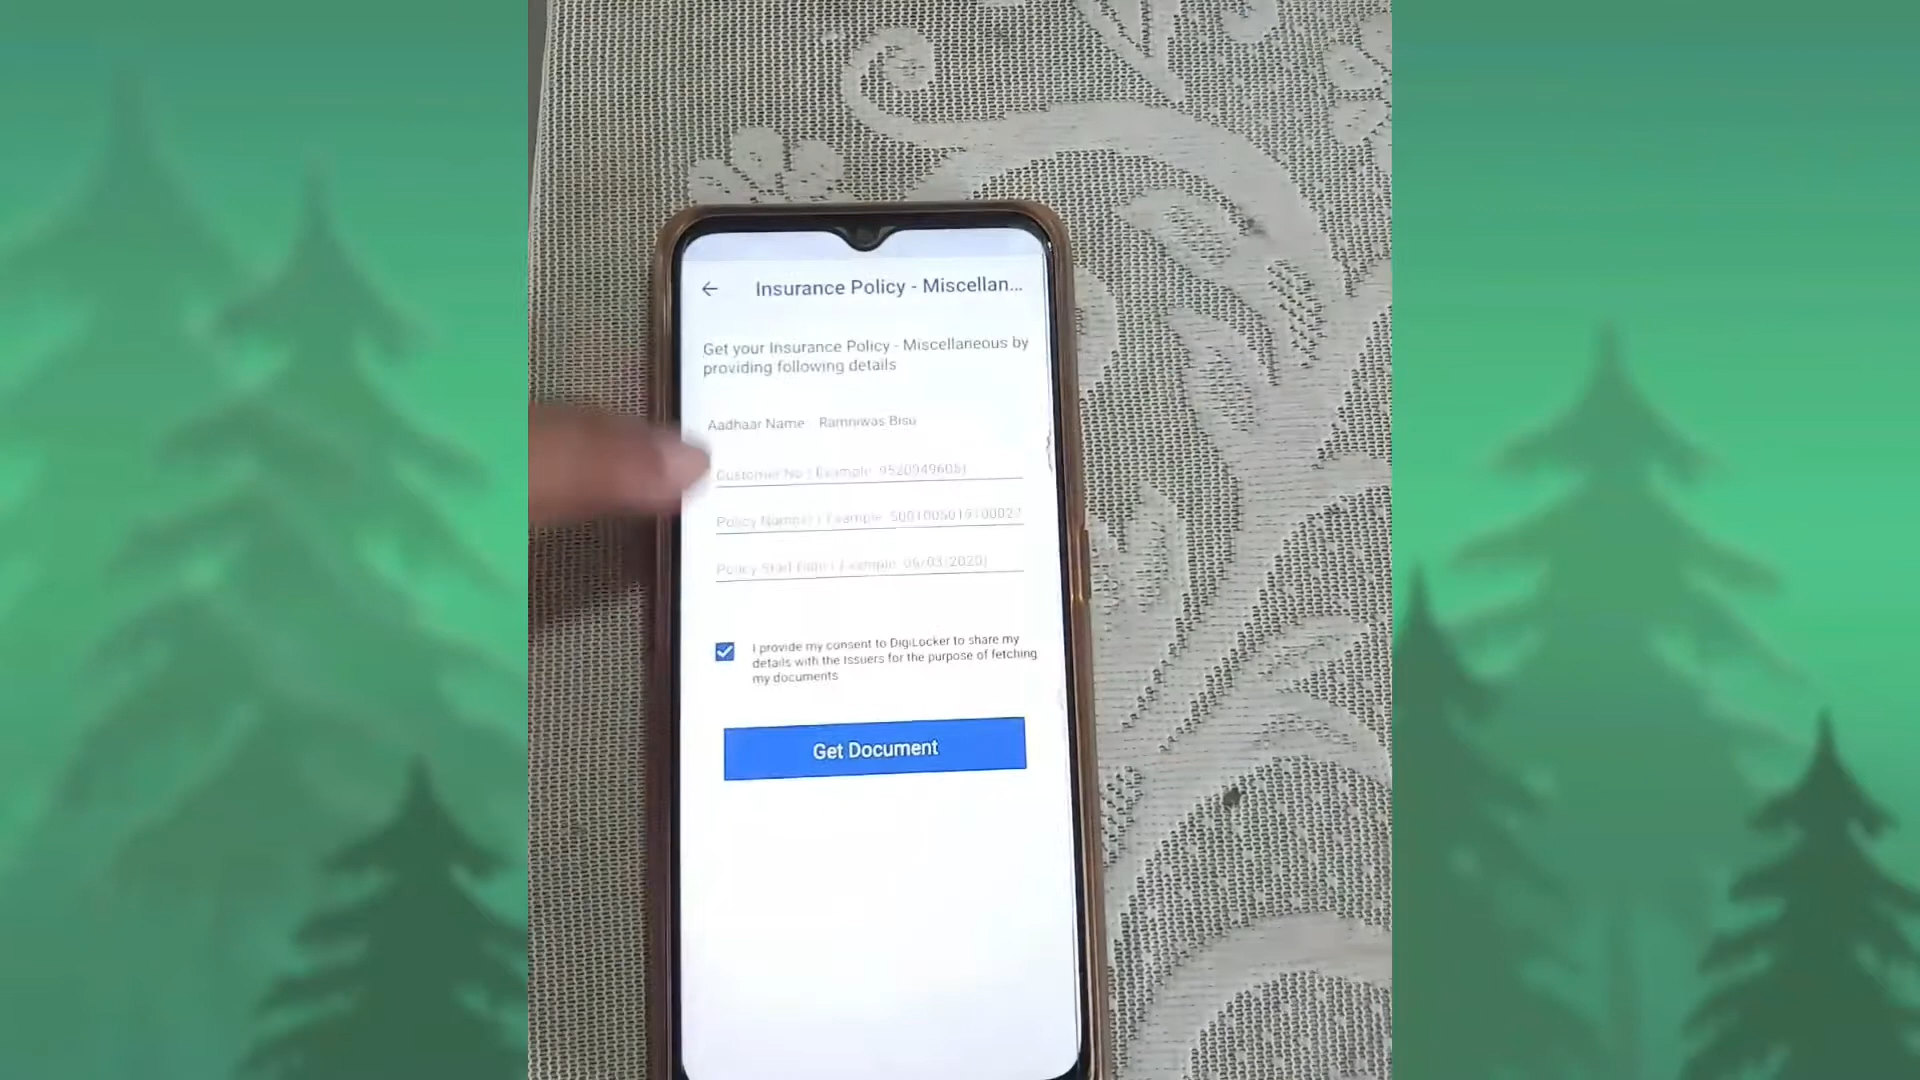 Insurance Policy - Miscellan...
Get your Insurance Policy - Miscellaneous by
providing following details
Aadhaar Name Ramniwas Bisu
Customer No ( Example: 9520949605)
Policy Number ( Example: 5001005019100027
Policy Start Date ( Example: 06/03/2020)
I provide my consent to DigiLocker to share my
details with the Issuers for the purpose of fetching
my documents
Get Document